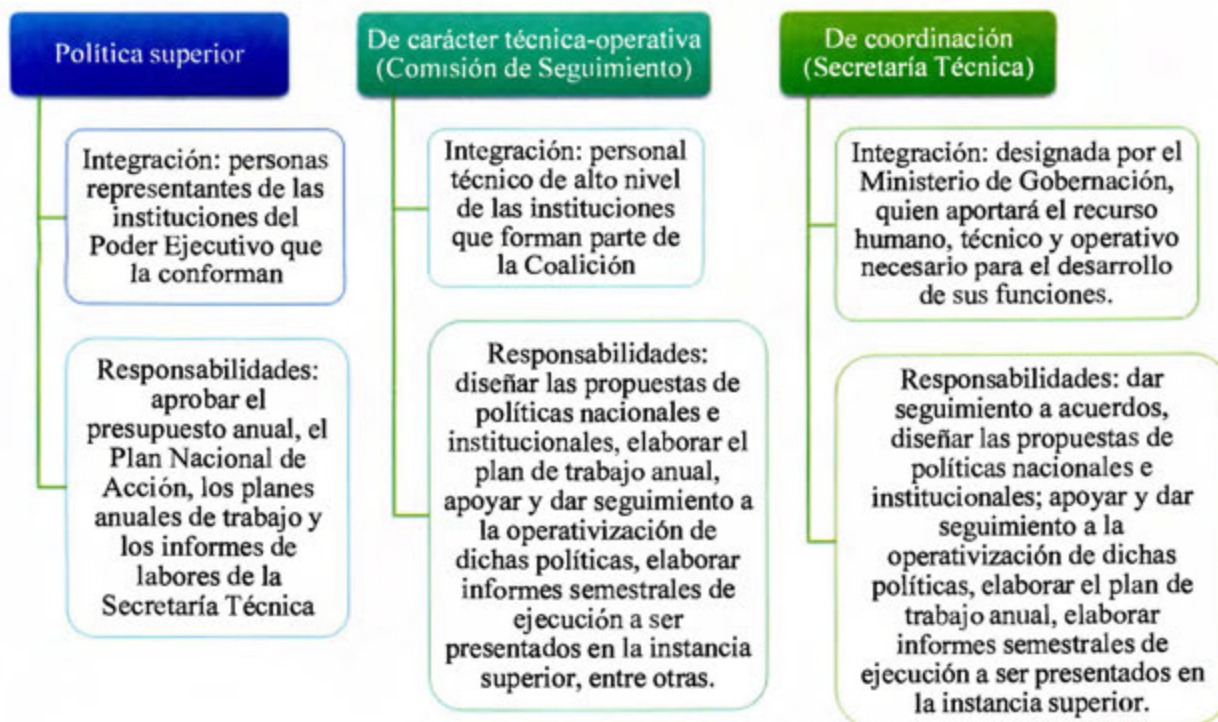 Política superior
Integración: personas
representantes de las
instituciones del
Poder Ejecutivo que
la conforman
Responsabilidades:
aprobar el
presupuesto anual, el
Plan Nacional de
Acción, los planes
anuales de trabajo y
los informes de
labores de la
Secretaría Técnica
De carácter técnica-operativa
(Comisión de Seguimiento)
Integración: personal
técnico de alto nivel
de las instituciones
que forman parte de
la Coalición
Responsabilidades:
diseñar las propuestas de
políticas nacionales e
institucionales, elaborar el
plan de trabajo anual,
apoyar y dar seguimiento a
la operativización de
dichas políticas, elaborar
informes semestrales de
ejecución a ser
presentados en la instancia
superior, entre otras.
De coordinación
(Secretaría Técnica)
Integración: designada por el
Ministerio de Gobernación,
quien aportará el recurso
humano, técnico y operativo
necesario para el desarrollo
de sus funciones.
Responsabilidades: dar
seguimiento a acuerdos,
diseñar las propuestas de
políticas nacionales e
institucionales; apoyar y dar
seguimiento a la
operativización de dichas
políticas, elaborar el plan de
trabajo anual, elaborar
informes semestrales de
ejecución a ser presentados en
la instancia superior.